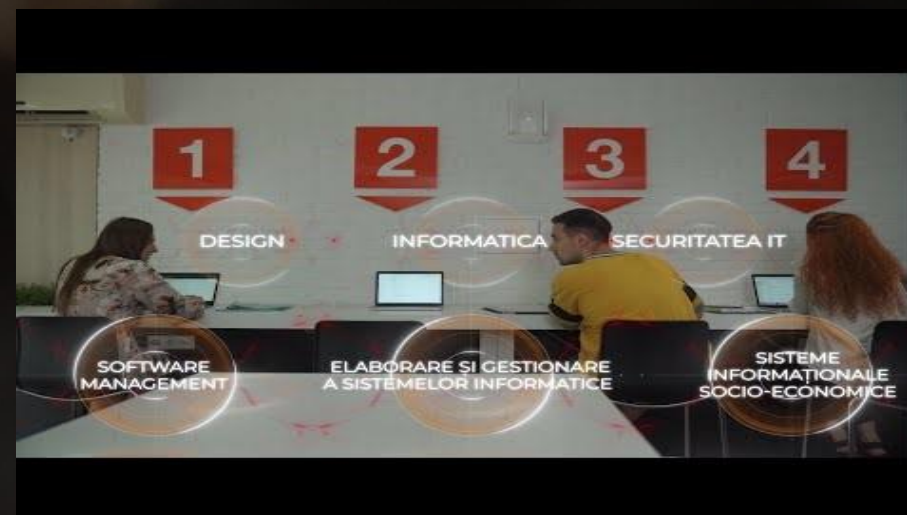 1 2 3 4
DESIGN INFORMATICA SECURITATEA IT
SOFTWARE
MANAGEMENT
ELABORARE ȘI GESTIONARE
A SISTEMELOR INFORMATICE
SISTEME
INFORMAȚIONALE
SOCIO-ECONOMICE